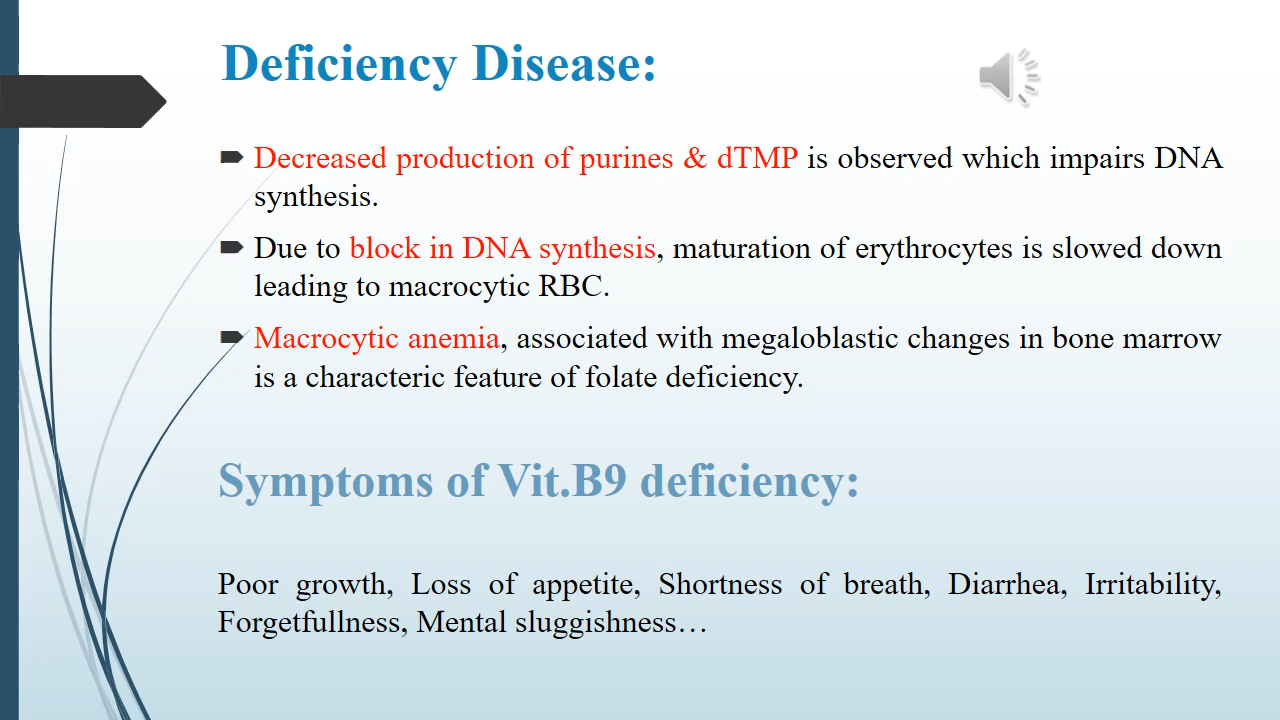 Deficiency Disease:
Decreased production of purines & dTMP is observed which impairs DNA
synthesis.
Due to block in DNA synthesis, maturation of erythrocytes is slowed down
leading to macrocytic RBC.
Macrocytic anemia, associated with megaloblastic changes in bone marrow
is a characteric feature of folate deficiency.
Symptoms of Vit.B9 deficiency:
Poor growth, Loss of appetite, Shortness of breath, Diarrhea, Irritability,
Forgetfullness, Mental sluggishness…